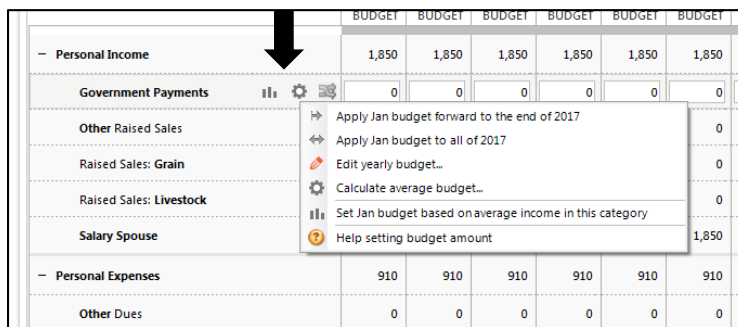 BUDGET BUDGET BUDGET BUDGET BUDGET BUDGET
− Personal Income 1,850 1,850 1,850 1,850 1,850 1,850
Government Payments 0 0 0 0 0 0
Apply Jan budget forward to the end of 2017
Other Raised Sales 0
Apply Jan budget to all of 2017
Raised Sales: Grain 0
Edit yearly budget...
Calculate average budget...
Raised Sales: Livestock 0
Set Jan budget based on average income in this category
Salary Spouse 1,850
Help setting budget amount
− Personal Expenses 910 910 910 910 910 910
Other Dues 0 0 0 0 0 0